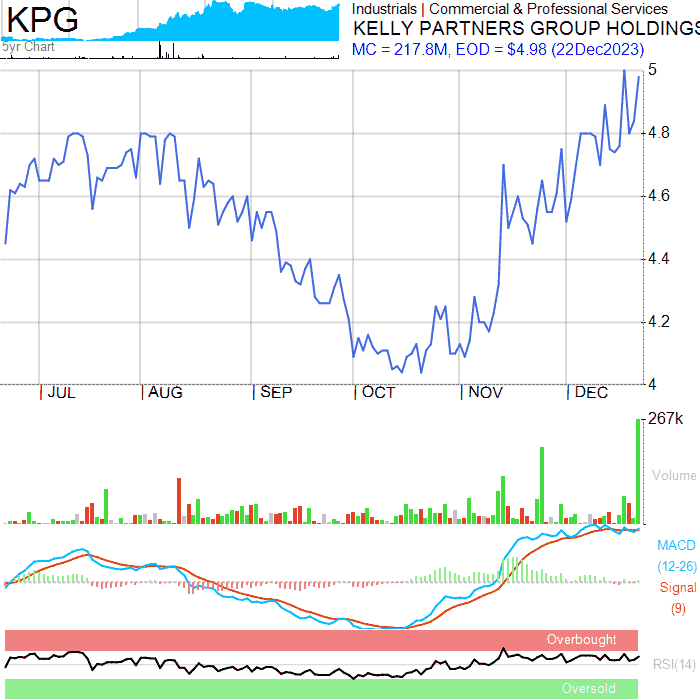 KPG
5yr Chart
Industrials | Commercial & Professional Services
KELLY PARTNERS GROUP HOLDINGS
MC = 217.8M, EOD = $4.98 (22Dec2023)
5
4.8
4.6
4.4
4.2
4
JUL
AUG
SEP
OCT
NOV
DEC
267k
Volume
MACD
(12-26)
Signal
(9)
Overbought
RSI(14)
Oversold